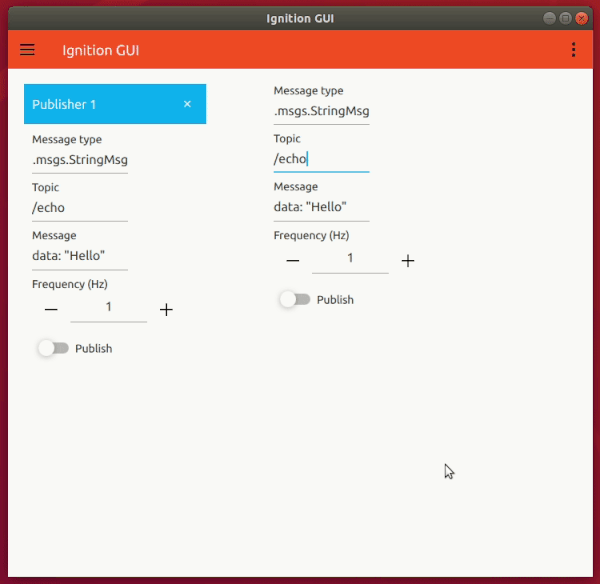 Ignition GUI
Ignition GUI
Publisher 1
Message type
.msgs.StringMsg
Topic
/echo
Message
data: "Hello"
Frequency (Hz)
1
Publish
Message type
.msgs.StringMsg
Topic
/echo
Message
data: "Hello"
Frequency (Hz)
1
Publish